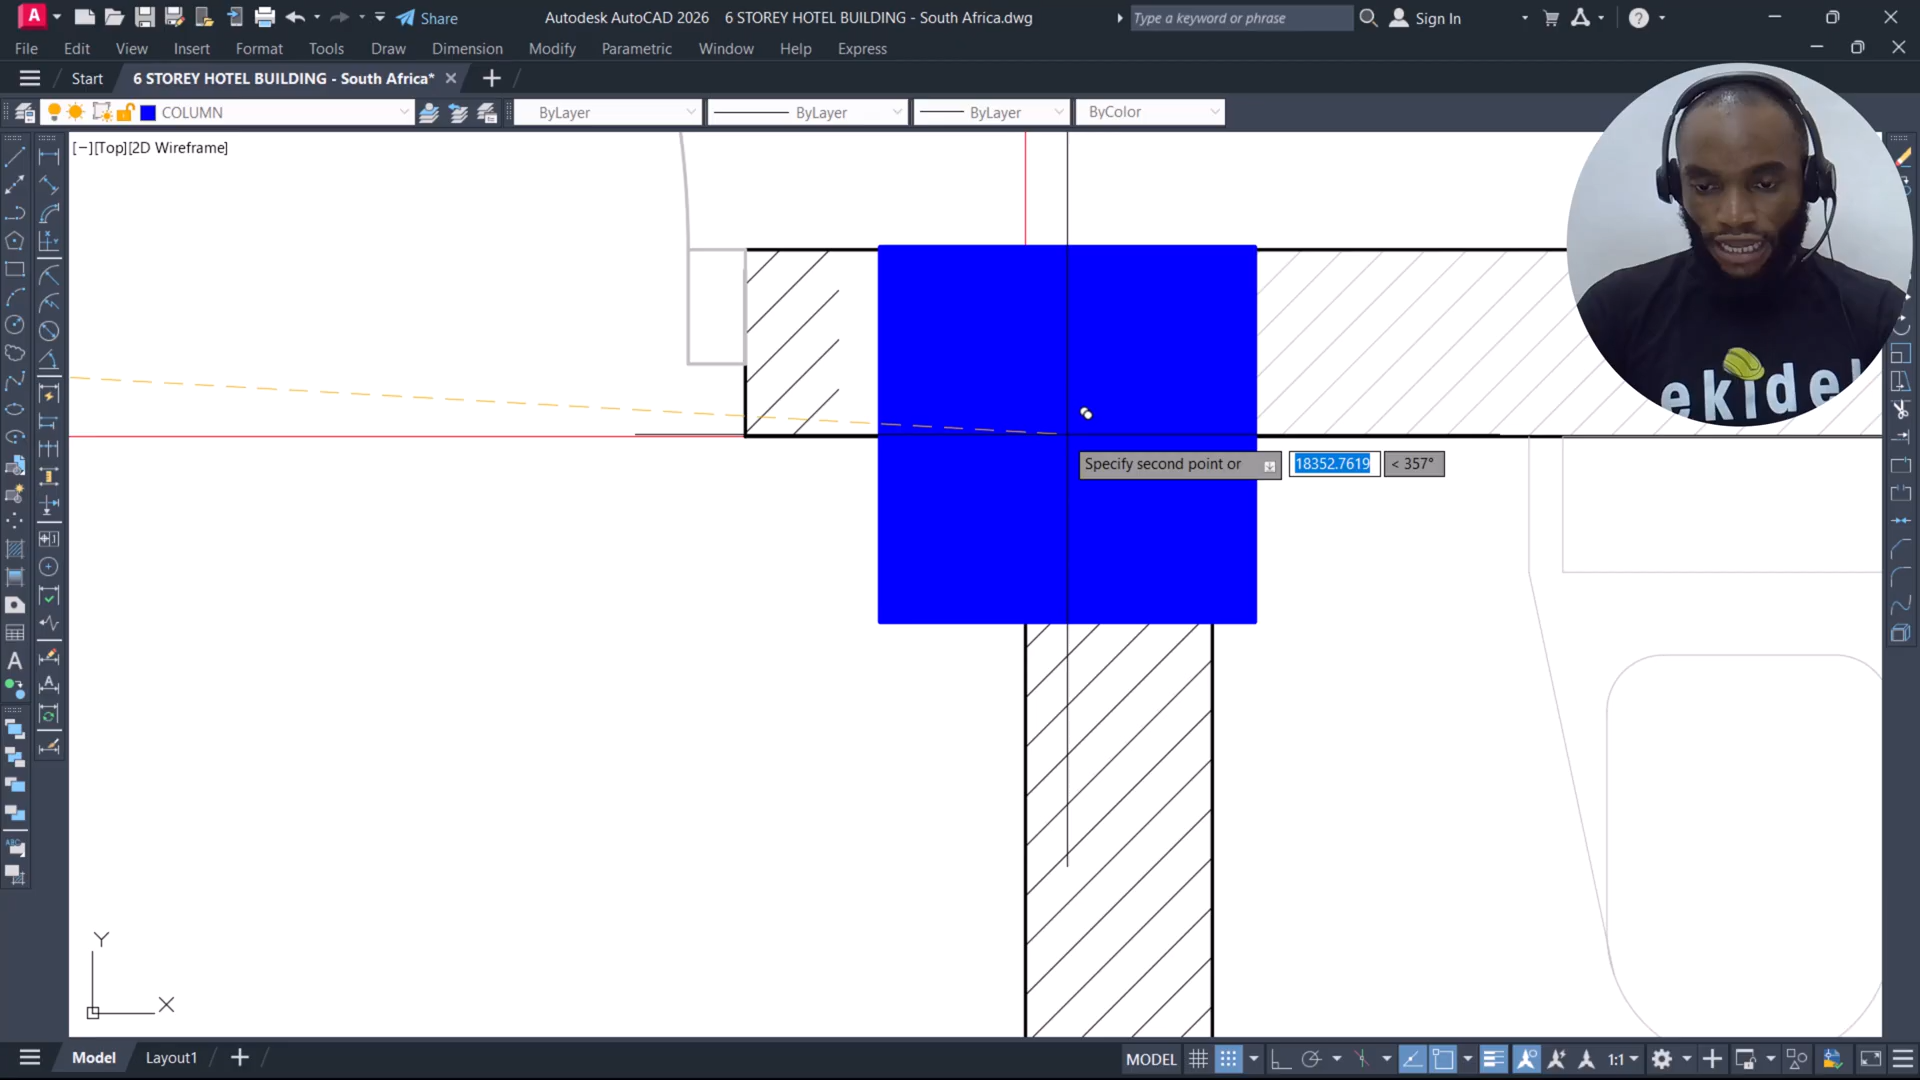 Share
Autodesk AutoCAD 2026 6 STOREY HOTEL BUILDING - South Africa.dwg
Type a keyword or phrase
Sign In
File Edit View Insert Format Tools Draw Dimension Modify Parametric Window Help Express
Start
6 STOREY HOTEL BUILDING - South Africa*
COLUMN
ByLayer
ByLayer
ByLayer
ByColor
[−][Top][2D Wireframe]
ekidel
Specify second point or
18352.7619
< 357°
Y
X
Model
Layout1
MODEL
1:1